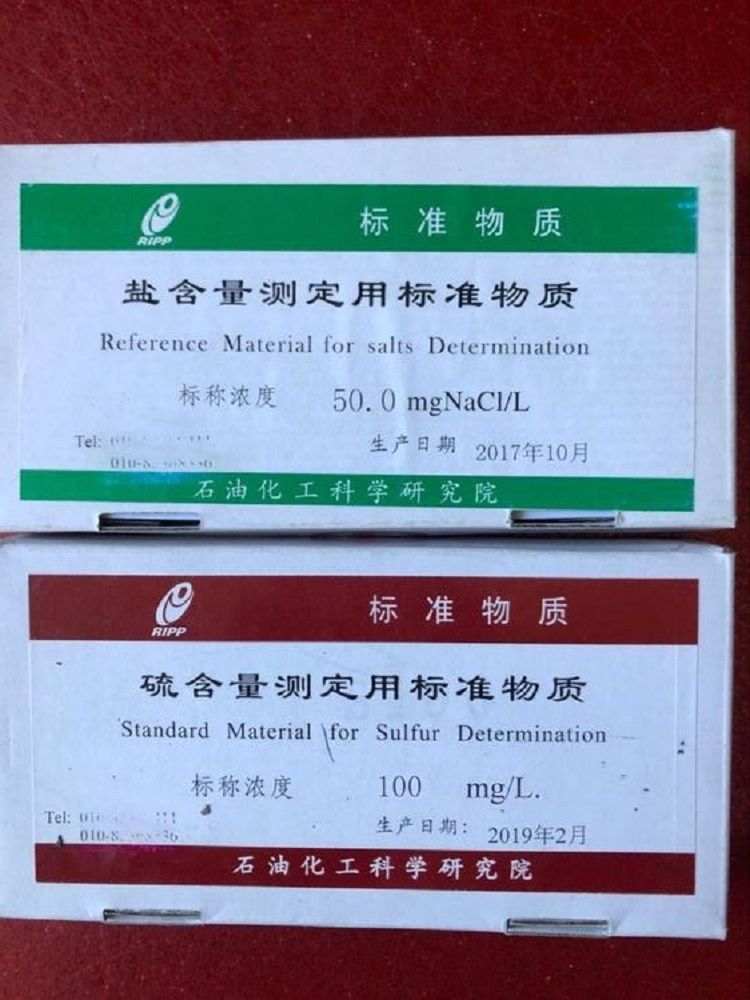 RIPP
标准物质
盐含量测定用标准物质
Reference Material for salts Determination
标称浓度 50.0 mgNaCl/L
Tel:
生产日期 2017年10月
石油化工科学研究院
RIPP
标准物质
硫含量测定用标准物质
Standard Material for Sulfur Determination
标称浓度 100 mg/L.
Tel:
生产日期: 2019年2月
石油化工科学研究院